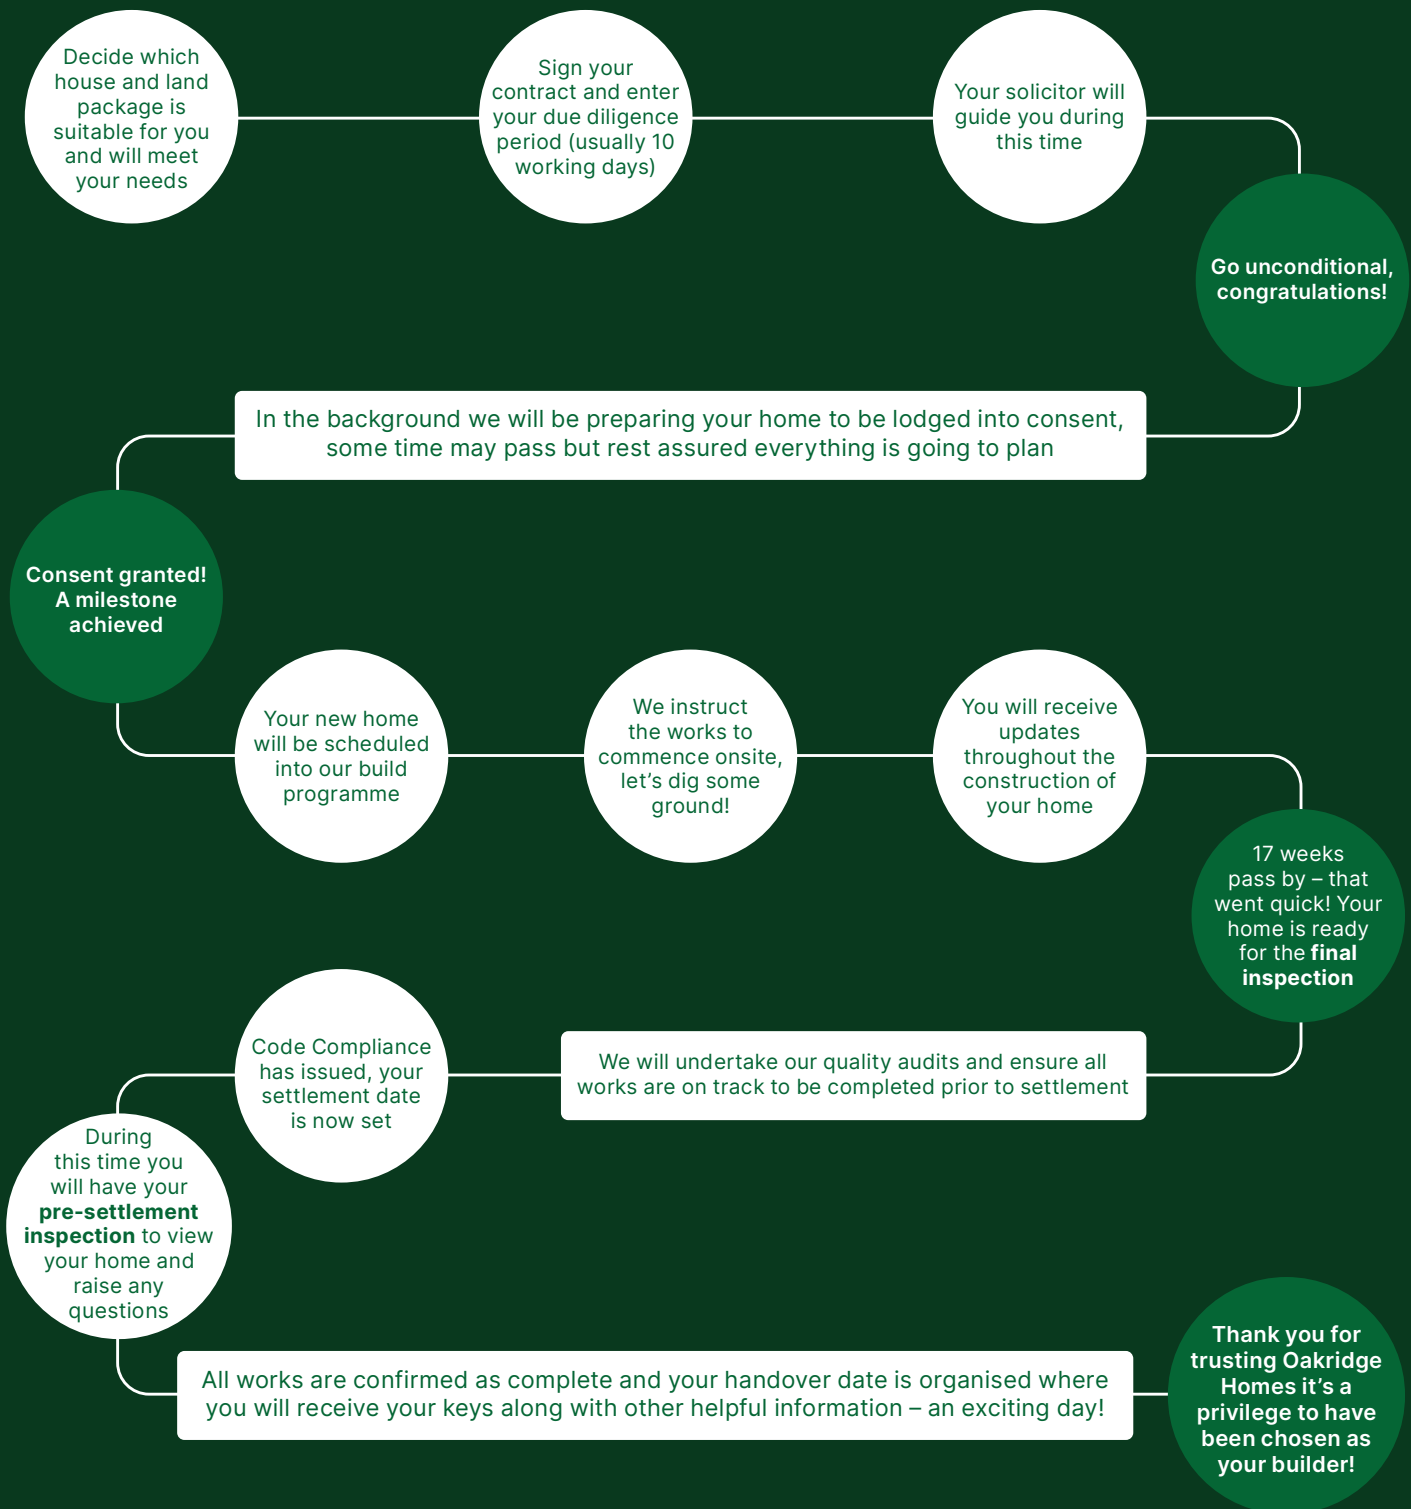 Decide which
house and land
package is
suitable for you
and will meet
your needs
Sign your
contract and enter
your due diligence
period (usually 10
working days)
Your solicitor will
guide you during
this time
Go unconditional,
congratulations!
In the background we will be preparing your home to be lodged into consent,
some time may pass but rest assured everything is going to plan
Consent granted!
A milestone
achieved
Your new home
will be scheduled
into our build
programme
We instruct
the works to
commence onsite,
let’s dig some
ground!
You will receive
updates
throughout the
construction of
your home
17 weeks
pass by – that
went quick! Your
home is ready
for the final
inspection
We will undertake our quality audits and ensure all
works are on track to be completed prior to settlement
Code Compliance
has issued, your
settlement date
is now set
During
this time you
will have your
pre-settlement
inspection to view
your home and
raise any
questions
All works are confirmed as complete and your handover date is organised where
you will receive your keys along with other helpful information – an exciting day!
Thank you for
trusting Oakridge
Homes it’s a
privilege to have
been chosen as
your builder!